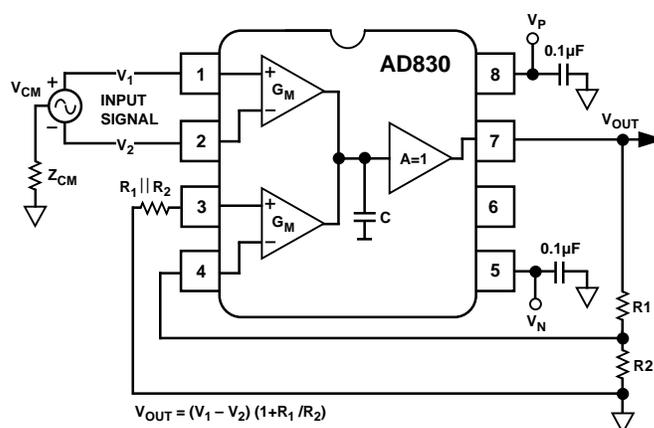 V_P
0.1µF
AD830
V_CM
+
−
V_1
INPUT
SIGNAL
V_2
1
2
3
4
+
−
G_M
+
−
G_M
A=1
C
8
7
6
5
V_OUT
Z_CM
R_1||R_2
0.1µF
V_N
R1
R2
V_OUT = (V_1 – V_2) (1+R_1/R_2)